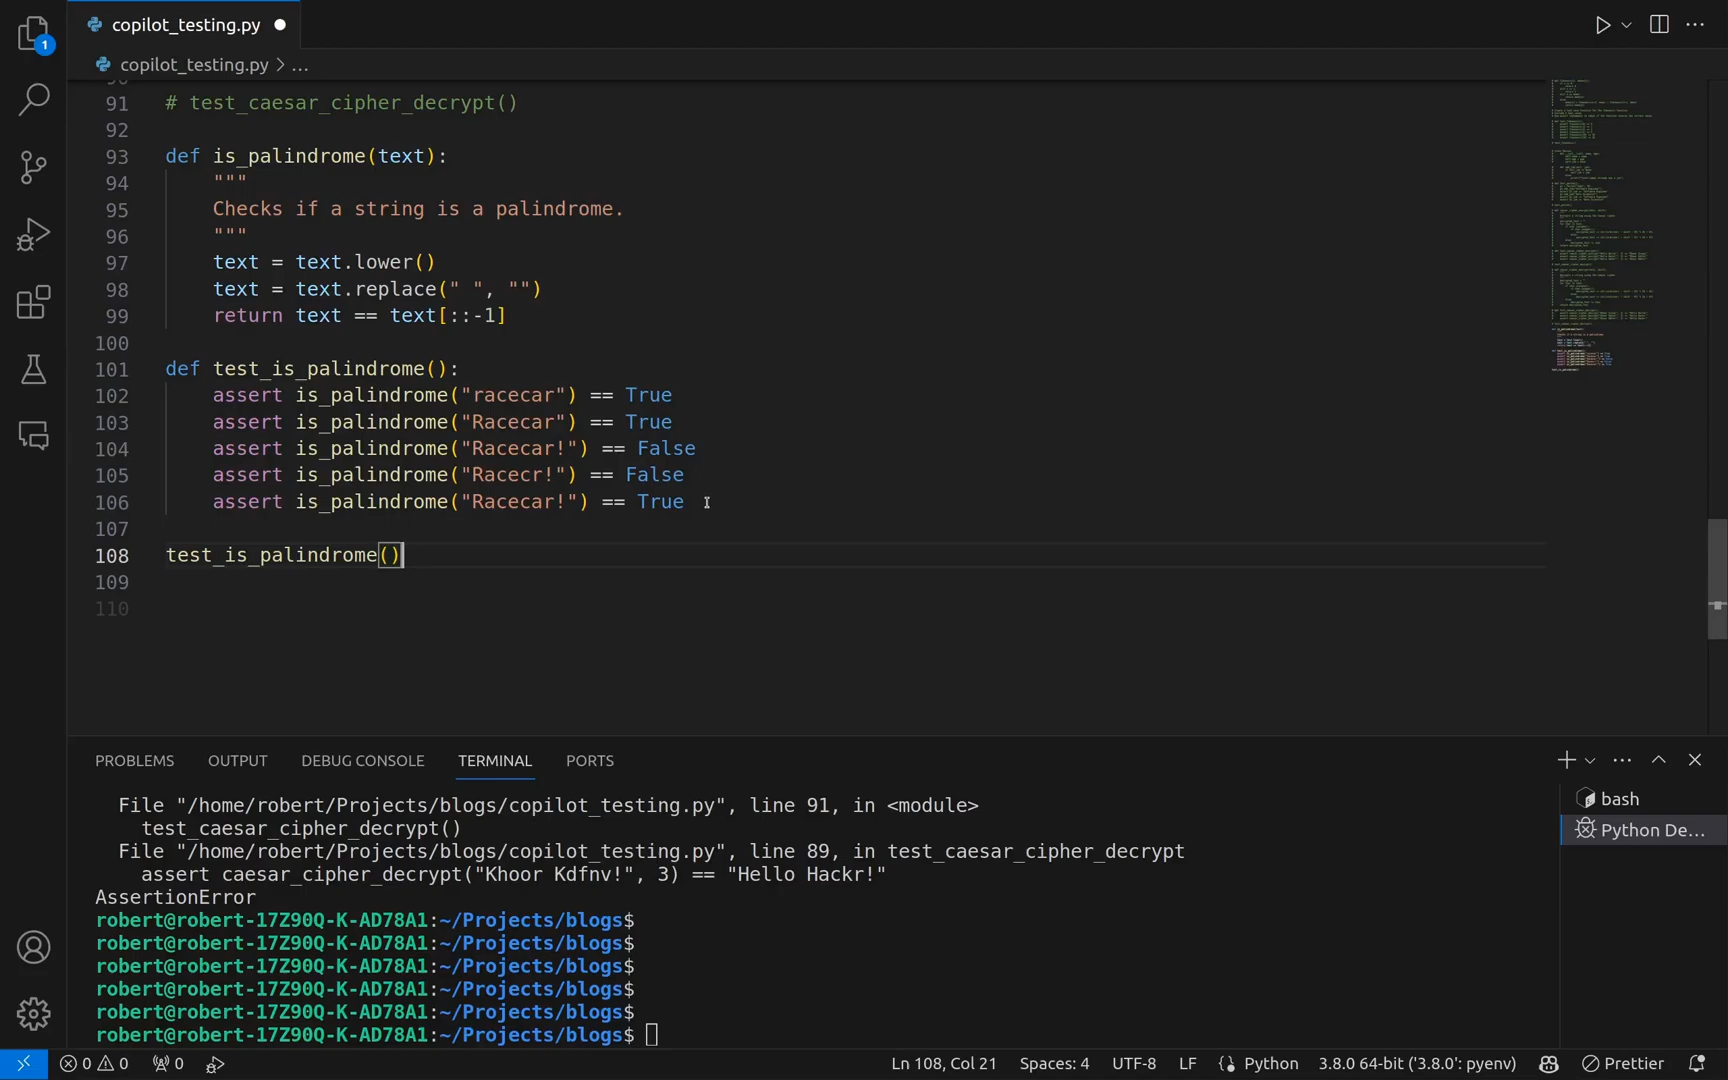 copilot_testing.py
1
copilot_testing.py > ...
91 # test_caesar_cipher_decrypt()
92
93 def is_palindrome(text):
94 """
95 Checks if a string is a palindrome.
96 """
97 text = text.lower()
98 text = text.replace(" ", "")
99 return text == text[::-1]
100
101 def test_is_palindrome():
102 assert is_palindrome("racecar") == True
103 assert is_palindrome("Racecar") == True
104 assert is_palindrome("Racecar!") == False
105 assert is_palindrome("Racecr!") == False
106 assert is_palindrome("Racecar!") == True
107
108 test_is_palindrome()
109
110
PROBLEMS OUTPUT DEBUG CONSOLE TERMINAL PORTS
File "/home/robert/Projects/blogs/copilot_testing.py", line 91, in <module>
test_caesar_cipher_decrypt()
File "/home/robert/Projects/blogs/copilot_testing.py", line 89, in test_caesar_cipher_decrypt
assert caesar_cipher_decrypt("Khoor Kdfnv!", 3) == "Hello Hackr!"
AssertionError
robert@robert-17Z90Q-K-AD78A1:~/Projects/blogs$
robert@robert-17Z90Q-K-AD78A1:~/Projects/blogs$
robert@robert-17Z90Q-K-AD78A1:~/Projects/blogs$
robert@robert-17Z90Q-K-AD78A1:~/Projects/blogs$
robert@robert-17Z90Q-K-AD78A1:~/Projects/blogs$
robert@robert-17Z90Q-K-AD78A1:~/Projects/blogs$
bash
Python De...
0 0 0 Ln 108, Col 21 Spaces: 4 UTF-8 LF {} Python 3.8.0 64-bit ('3.8.0': pyenv) Prettier